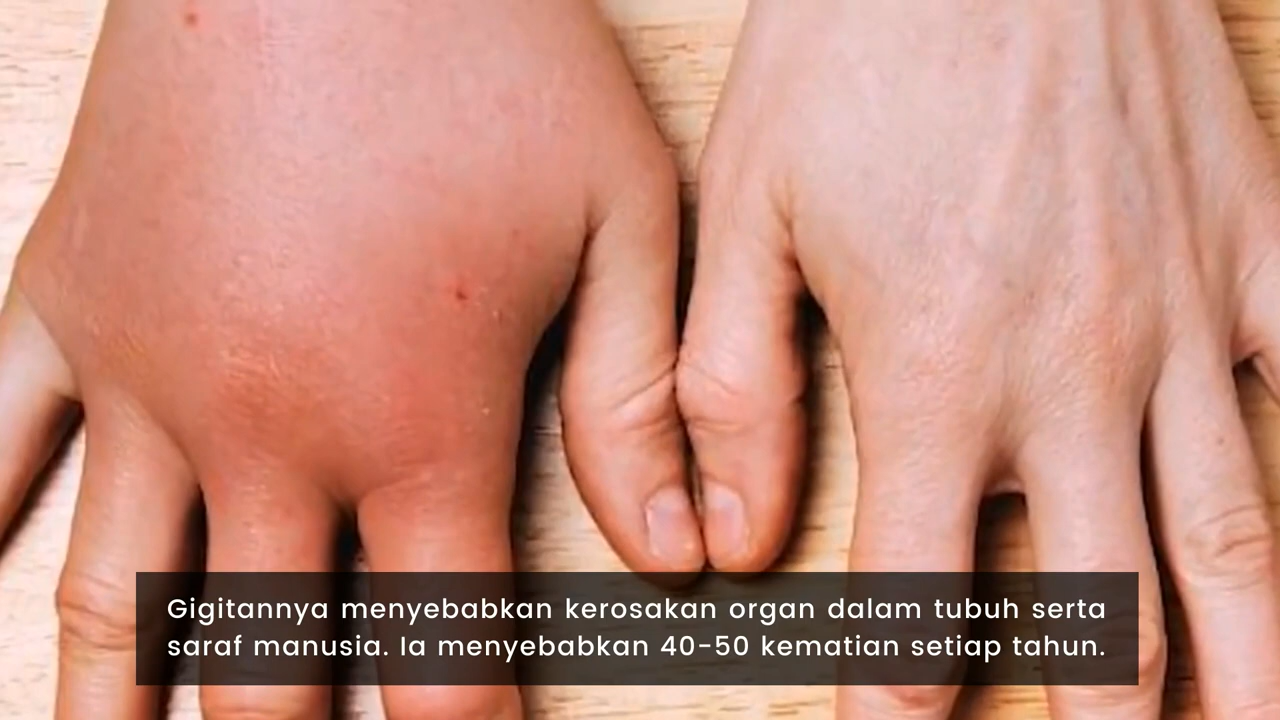 Gigitannya menyebabkan kerosakan organ dalam tubuh serta
saraf manusia. Ia menyebabkan 40-50 kematian setiap tahun.